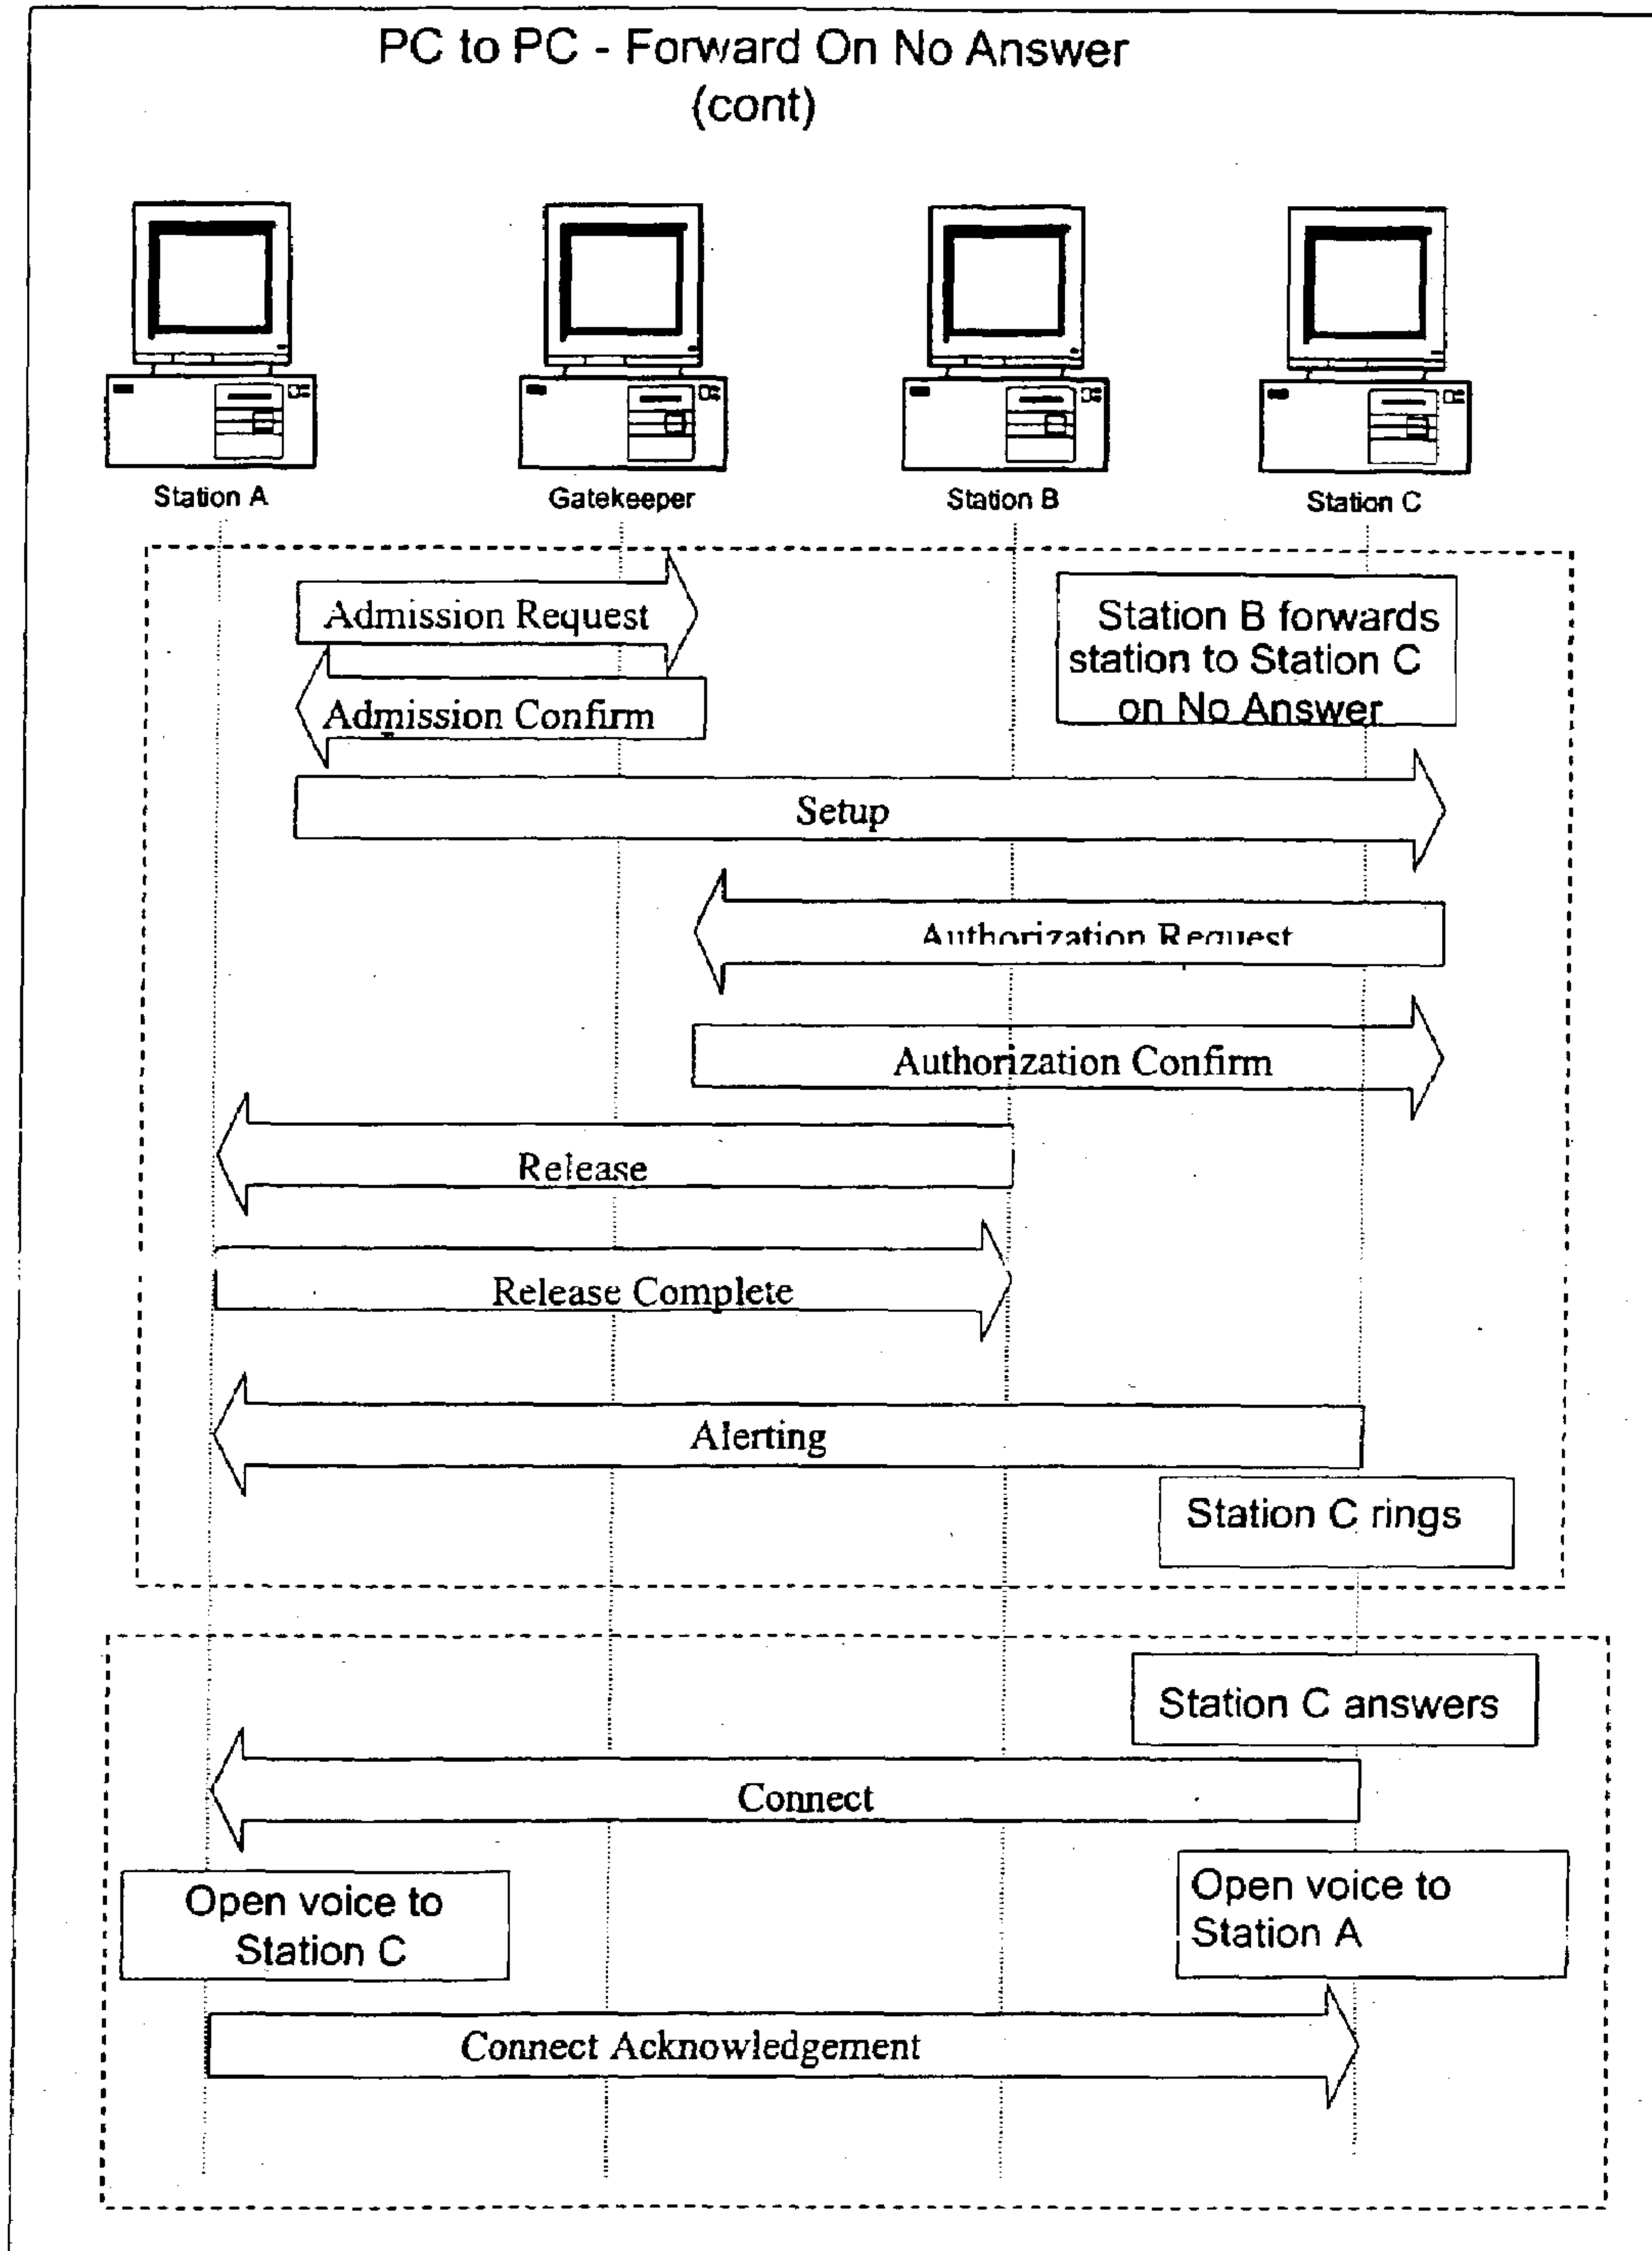 PC to PC - Forward On No Answer
(cont)
Station A
Gatekeeper
Station B
Station C
Admission Request
Station B forwards
station to Station C
on No Answer
Admission Confirm
Setup
Authorization Request
Authorization Confirm
Release
Release Complete
Alerting
Station C rings
Station C answers
Connect
Open voice to
Station C
Open voice to
Station A
Connect Acknowledgement